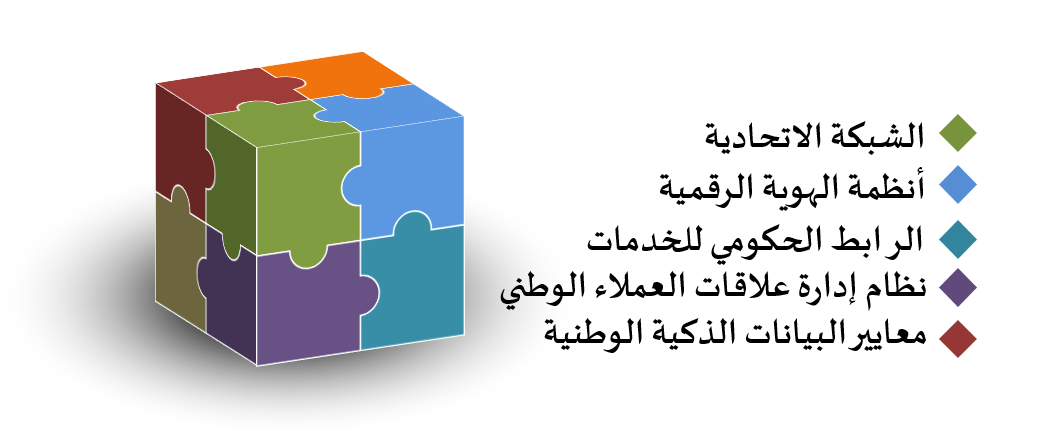 الشبكة الاتحادية
أنظمة الهوية الرقمية
الرابط الحكومي للخدمات
نظام إدارة علاقات العملاء الوطني
معايير البيانات الذكية الوطنية